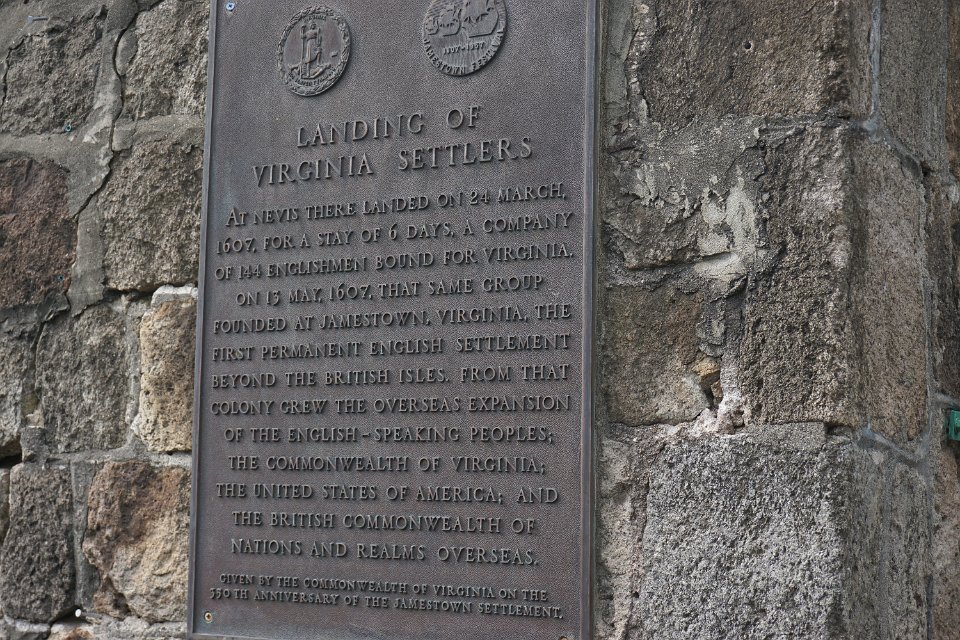 1607-1957
JAMESTOWN FESTIVAL
LANDING OF
VIRGINIA SETTLERS
AT NEVIS THERE LANDED ON 24 MARCH,
1607, FOR A STAY OF 6 DAYS, A COMPANY
OF 144 ENGLISHMEN BOUND FOR VIRGINIA.
ON 13 MAY, 1607, THAT SAME GROUP
FOUNDED AT JAMESTOWN, VIRGINIA, THE
FIRST PERMANENT ENGLISH SETTLEMENT
BEYOND THE BRITISH ISLES. FROM THAT
COLONY GREW THE OVERSEAS EXPANSION
OF THE ENGLISH-SPEAKING PEOPLES;
THE COMMONWEALTH OF VIRGINIA;
THE UNITED STATES OF AMERICA; AND
THE BRITISH COMMONWEALTH OF
NATIONS AND REALMS OVERSEAS.
GIVEN BY THE COMMONWEALTH OF VIRGINIA ON THE
350TH ANNIVERSARY OF THE JAMESTOWN SETTLEMENT.